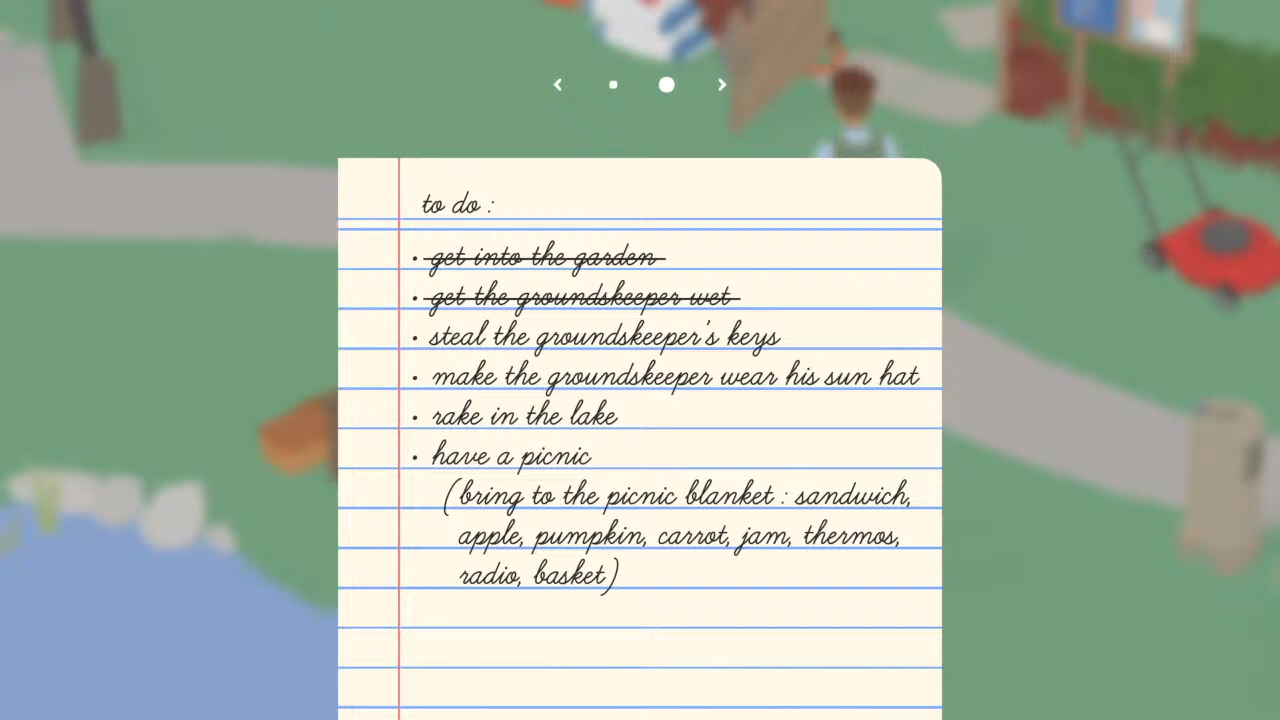 to do :
• get into the garden
• get the groundskeeper wet
• steal the groundskeeper's keys
• make the groundskeeper wear his sun hat
• rake in the lake
• have a picnic
(bring to the picnic blanket : sandwich,
apple, pumpkin, carrot, jam, thermos,
radio, basket)